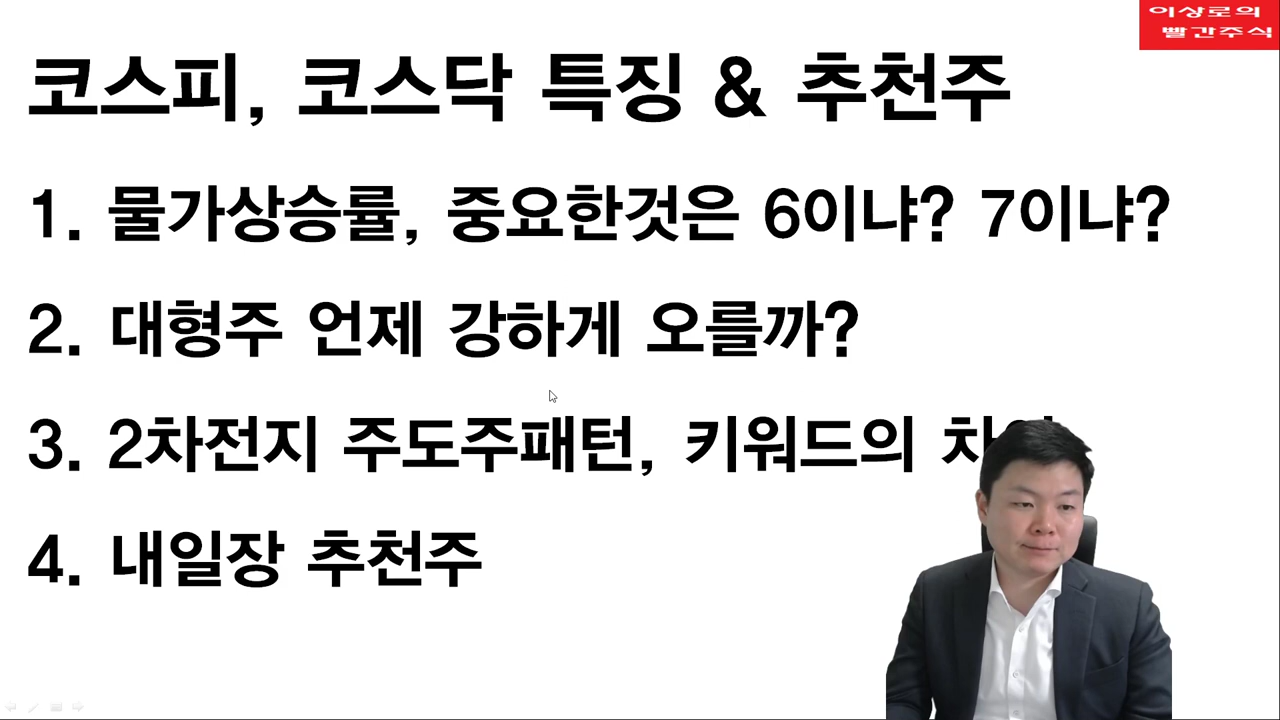 이상로의
빨간주식
코스피, 코스닥 특징 & 추천주
1. 물가상승률, 중요한것은 6이냐? 7이냐?
2. 대형주 언제 강하게 오를까?
3. 2차전지 주도주패턴, 키워드의
4. 내일장 추천주